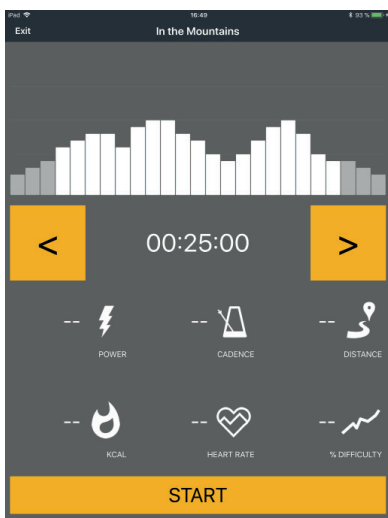 iPad 16:49 93 %
Exit In the Mountains
< 00:25:00 >
-- -- --
POWER CADENCE DISTANCE
-- -- --
KCAL HEART RATE % DIFFICULTY
START